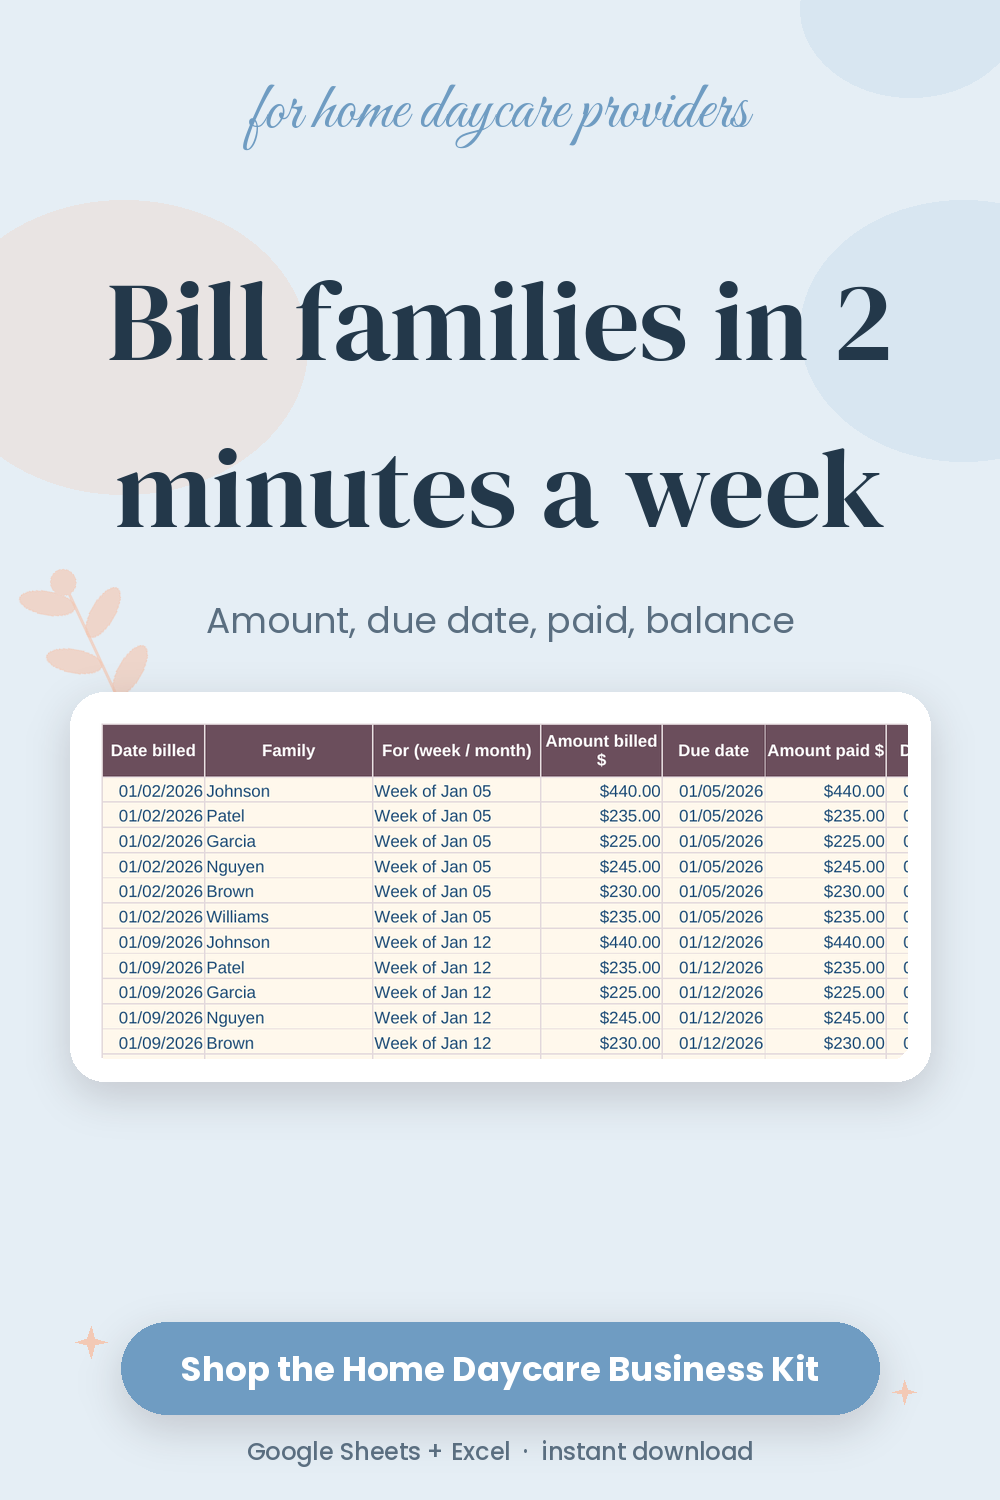 for home daycare providers
Bill families in 2
minutes a week
Amount, due date, paid, balance
Date billed Family For (week / month) Amount billed $ Due date Amount paid $
01/02/2026 Johnson Week of Jan 05 $440.00 01/05/2026 $440.00
01/02/2026 Patel Week of Jan 05 $235.00 01/05/2026 $235.00
01/02/2026 Garcia Week of Jan 05 $225.00 01/05/2026 $225.00
01/02/2026 Nguyen Week of Jan 05 $245.00 01/05/2026 $245.00
01/02/2026 Brown Week of Jan 05 $230.00 01/05/2026 $230.00
01/02/2026 Williams Week of Jan 05 $235.00 01/05/2026 $235.00
01/09/2026 Johnson Week of Jan 12 $440.00 01/12/2026 $440.00
01/09/2026 Patel Week of Jan 12 $235.00 01/12/2026 $235.00
01/09/2026 Garcia Week of Jan 12 $225.00 01/12/2026 $225.00
01/09/2026 Nguyen Week of Jan 12 $245.00 01/12/2026 $245.00
01/09/2026 Brown Week of Jan 12 $230.00 01/12/2026 $230.00
Shop the Home Daycare Business Kit
Google Sheets + Excel · instant download